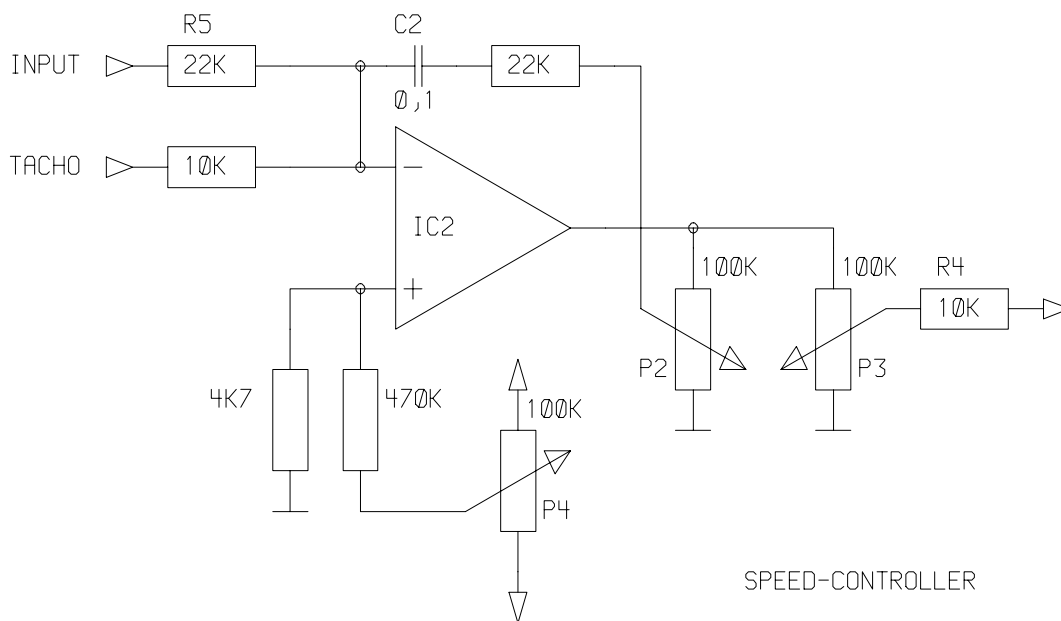 R5
C2
INPUT
22K
22K
0,1
TACHO
10K
IC2
100K
100K
R4
10K
P2
P3
4K7
470K
100K
P4
SPEED-CONTROLLER